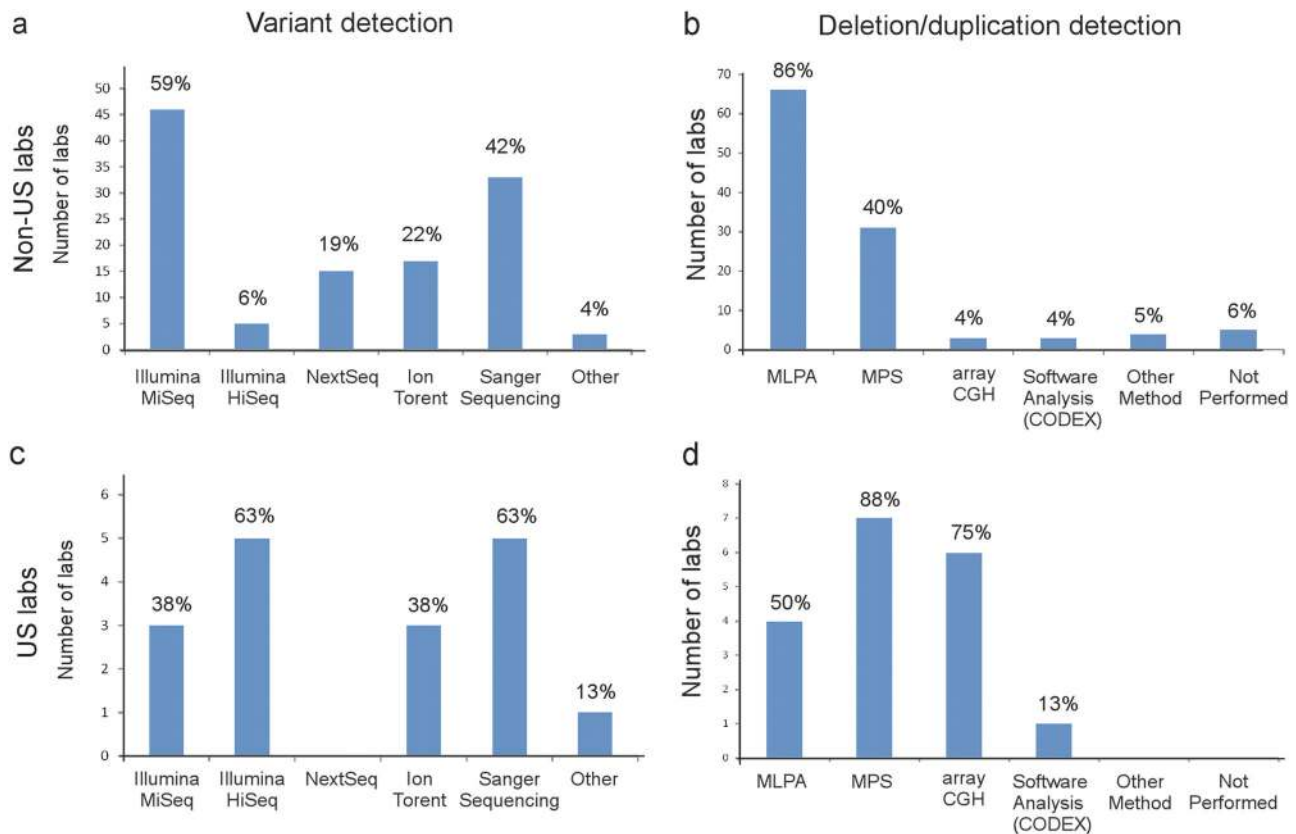 a
Variant detection
b
Deletion/duplication detection
Non-US labs
Number of labs
50
45
40
35
30
25
20
15
10
5
0
59%
6%
19%
22%
42%
4%
Illumina
MiSeq
Illumina
HiSeq
NextSeq
Ion
Torent
Sanger
Sequencing
Other
Number of labs
70
60
50
40
30
20
10
0
86%
40%
4%
4%
5%
6%
MLPA
MPS
array
CGH
Software
Analysis
(CODEX)
Other
Method
Not
Performed
c
US labs
Number of labs
6
5
4
3
2
1
0
38%
63%
38%
63%
13%
Illumina
MiSeq
Illumina
HiSeq
NextSeq
Ion
Torent
Sanger
Sequencing
Other
d
Number of labs
8
7
6
5
4
3
2
1
0
50%
88%
75%
13%
MLPA
MPS
array
CGH
Software
Analysis
(CODEX)
Other
Method
Not
Performed